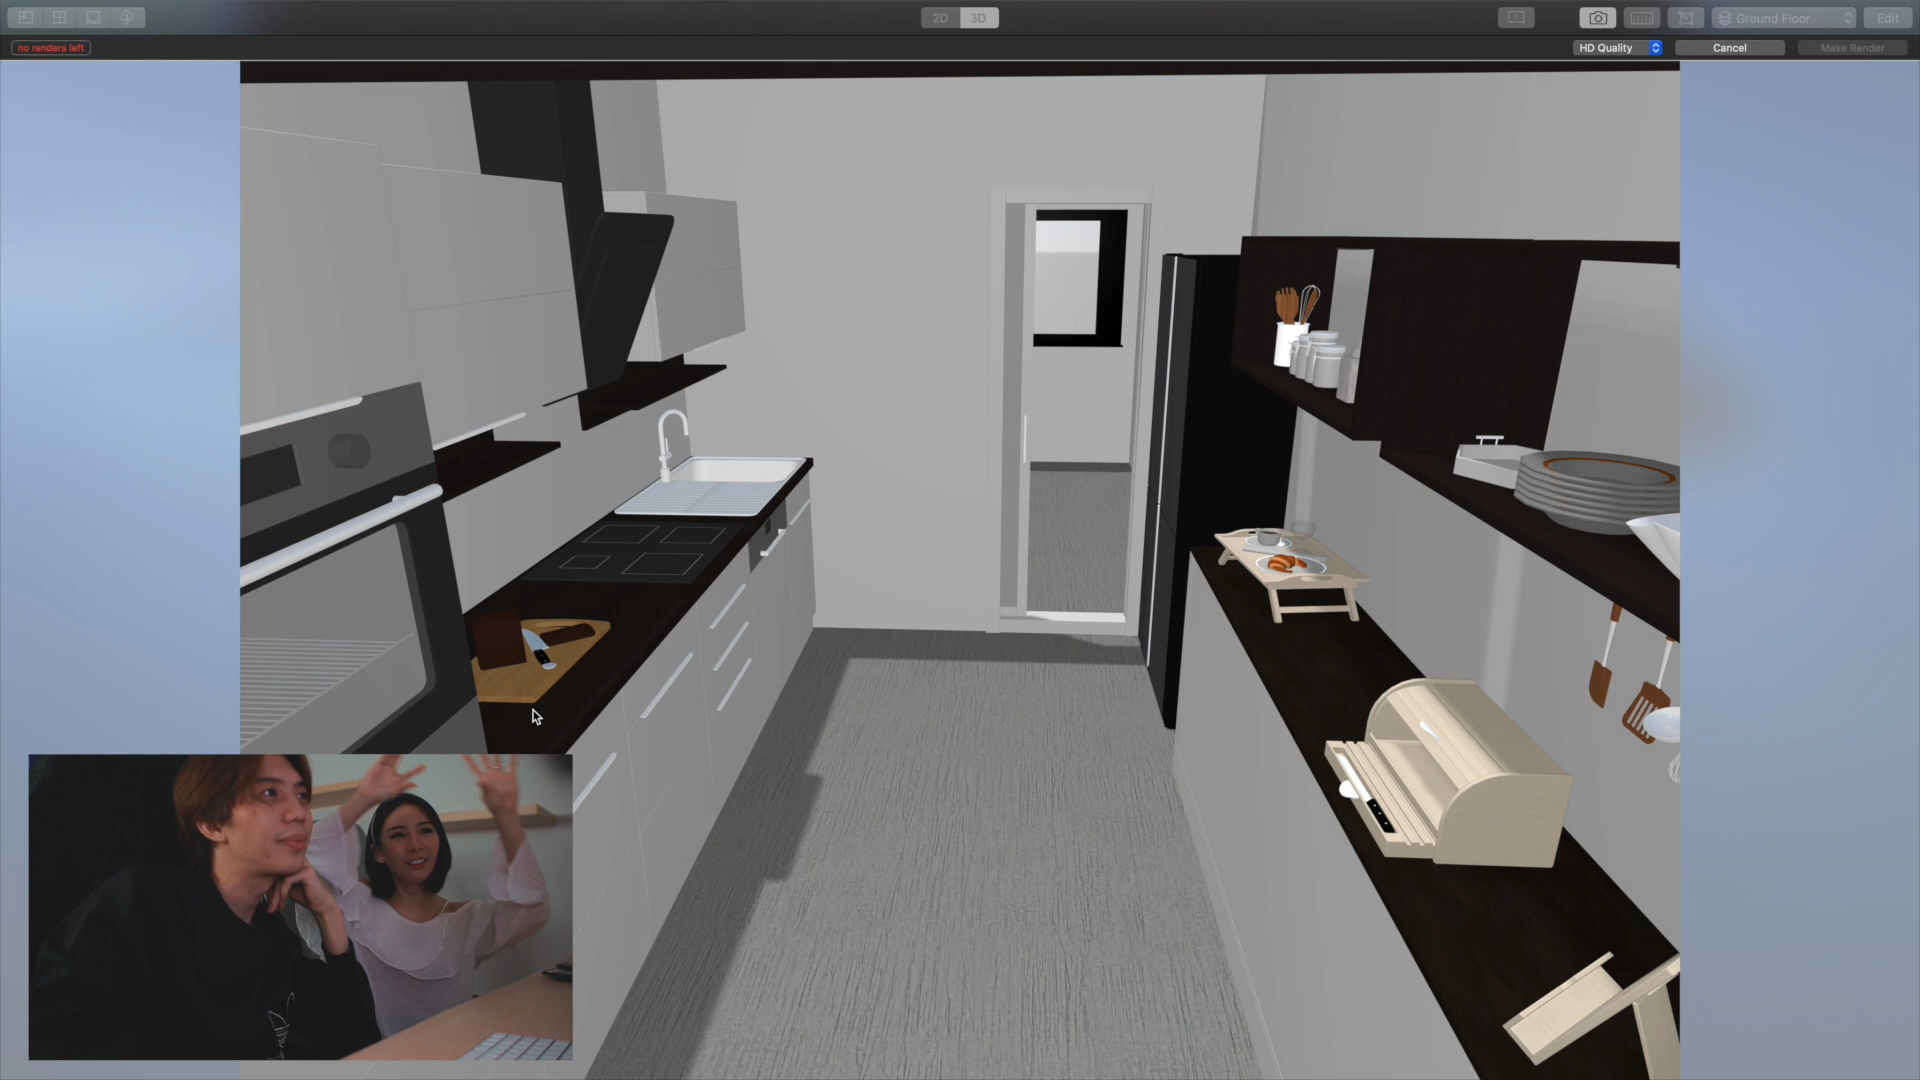 2D 3D
Ground Floor
Edit
no renders left
HD Quality
Cancel
Make Render